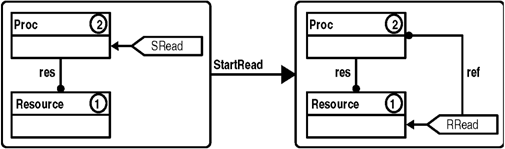 Proc 2
SRead
res
Resource 1
StartRead
Proc 2
res
ref
Resource 1
RRead